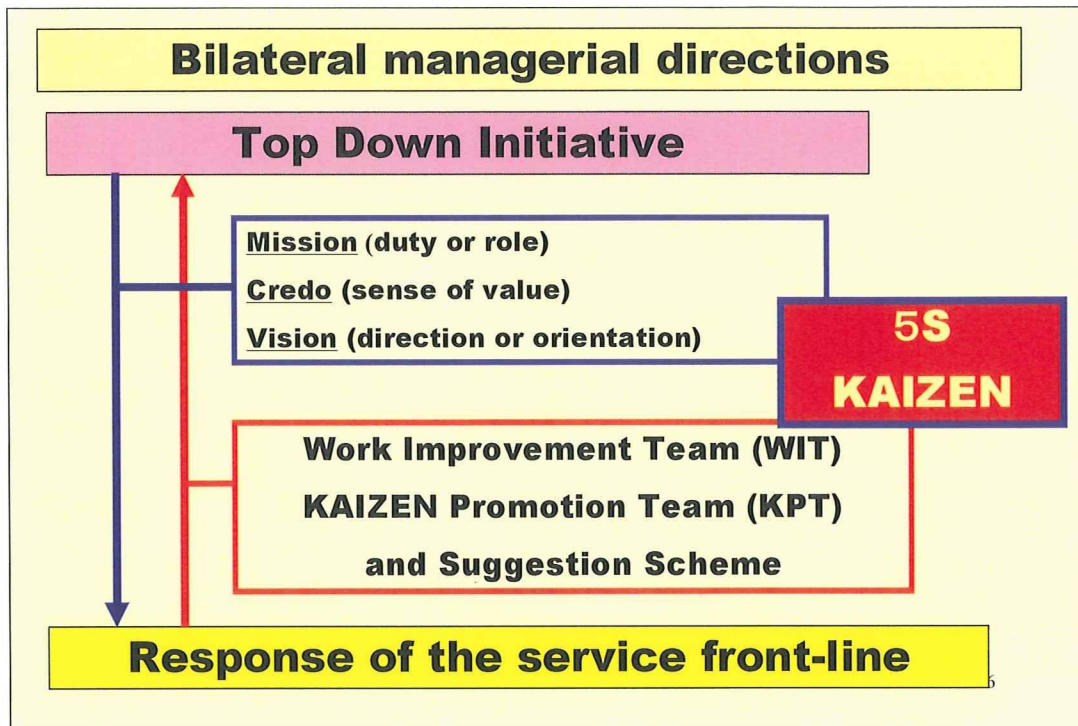 Bilateral managerial directions
Top Down Initiative
Mission (duty or role)
Credo (sense of value)
Vision (direction or orientation)
5S
KAIZEN
Work Improvement Team (WIT)
KAIZEN Promotion Team (KPT)
and Suggestion Scheme
Response of the service front-line